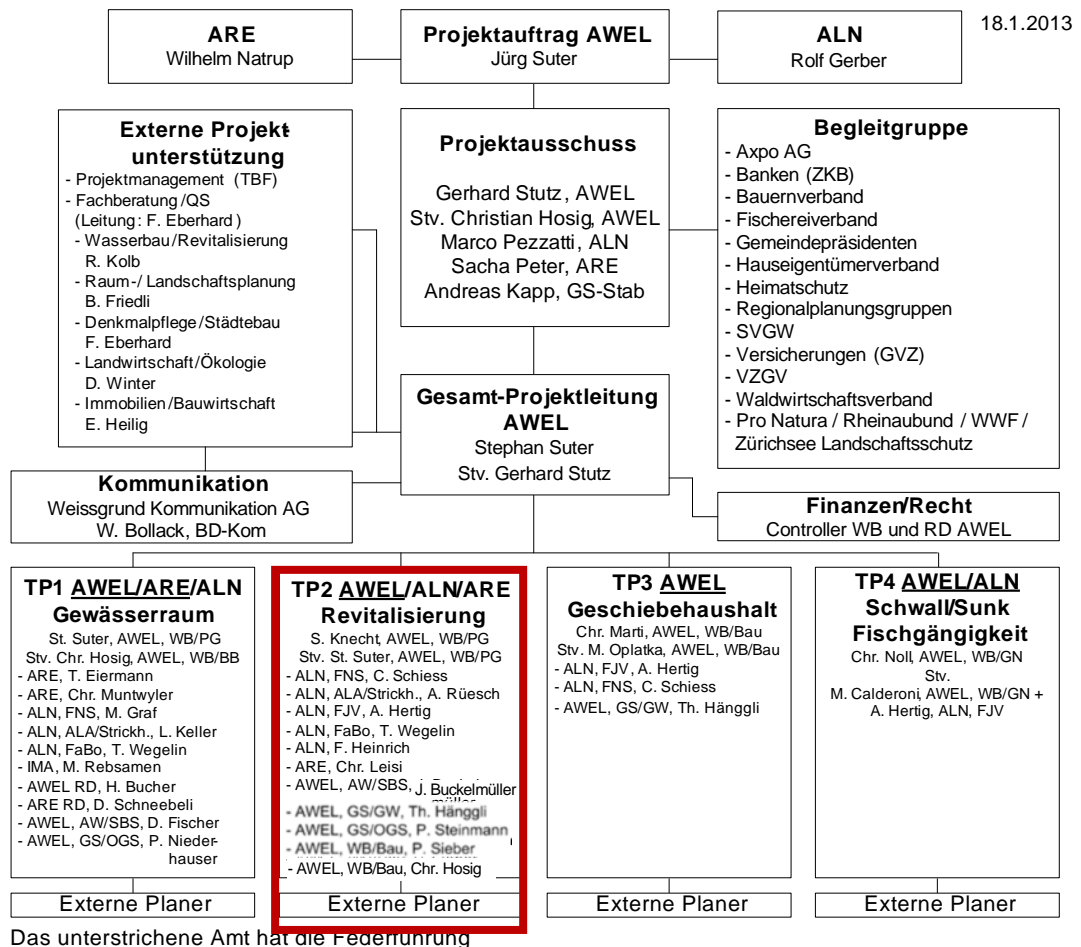 18.1.2013
ARE
Wilhelm Natrup
Projektauftrag AWEL
Jürg Suter
ALN
Rolf Gerber
Externe Projekt-
unterstützung
- Projektmanagement (TBF)
- Fachberatung/QS
(Leitung: F. Eberhard)
- Wasserbau/Revitalisierung
R. Kolb
- Raum-/ Landschaftsplanung
B. Friedli
- Denkmalpflege/Städtebau
F. Eberhard
- Landwirtschaft/Ökologie
D. Winter
- Immobilien/Bauwirtschaft
E. Heilig
Projektausschuss
Gerhard Stutz, AWEL
Stv. Christian Hosig, AWEL
Marco Pezzatti, ALN
Sacha Peter, ARE
Andreas Kapp, GS-Stab
Begleitgruppe
- Axpo AG
- Banken (ZKB)
- Bauernverband
- Fischereiverband
- Gemeindepräsidenten
- Hauseigentümerverband
- Heimatschutz
- Regionalplanungsgruppen
- SVGW
- Versicherungen (GVZ)
- VZGV
- Waldwirtschaftsverband
- Pro Natura / Rheinaubund / WWF /
Zürichsee Landschaftsschutz
Gesamt-Projektleitung
AWEL
Stephan Suter
Stv. Gerhard Stutz
Kommunikation
Weissgrund Kommunikation AG
W. Bollack, BD-Kom
Finanzen/Recht
Controller WB und RD AWEL
TP1 AWEL/ARE/ALN
Gewässerraum
St. Suter, AWEL, WB/PG
Stv. Chr. Hosig, AWEL, WB/BB
- ARE, T. Eiermann
- ARE, Chr. Muntwyler
- ALN, FNS, M. Graf
- ALN, ALA/Strickh., L. Keller
- ALN, FaBo, T. Wegelin
- IMA, M. Rebsamen
- AWEL RD, H. Bucher
- ARE RD, D. Schneebeli
- AWEL, AW/SBS, D. Fischer
- AWEL, GS/OGS, P. Nieder-
hauser
TP2 AWEL/ALN/ARE
Revitalisierung
S. Knecht, AWEL, WB/PG
Stv. St. Suter, AWEL, WB/PG
- ALN, FNS, C. Schiess
- ALN, ALA/Strickh., A. Rüesch
- ALN, FJV, A. Hertig
- ALN, FaBo, T. Wegelin
- ALN, F. Heinrich
- ARE, Chr. Leisi
- AWEL, AW/SBS, J. Buckelmüller
- AWEL, GS/GW, Th. Hänggli
- AWEL, GS/OGS, P. Steinmann
- AWEL, WB/Bau, P. Sieber
- AWEL, WB/Bau, Chr. Hosig
TP3 AWEL
Geschiebehaushalt
Chr. Marti, AWEL, WB/Bau
Stv. M. Oplatka, AWEL, WB/Bau
- ALN, FJV, A. Hertig
- ALN, FNS, C. Schiess
- AWEL, GS/GW, Th. Hänggli
TP4 AWEL/ALN
Schwall/Sunk
Fischgängigkeit
Chr. Noll, AWEL, WB/GN
Stv.
M. Calderoni, AWEL, WB/GN +
A. Hertig, ALN, FJV
Externe Planer
Externe Planer
Externe Planer
Externe Planer
Das unterstrichene Amt hat die Federführung